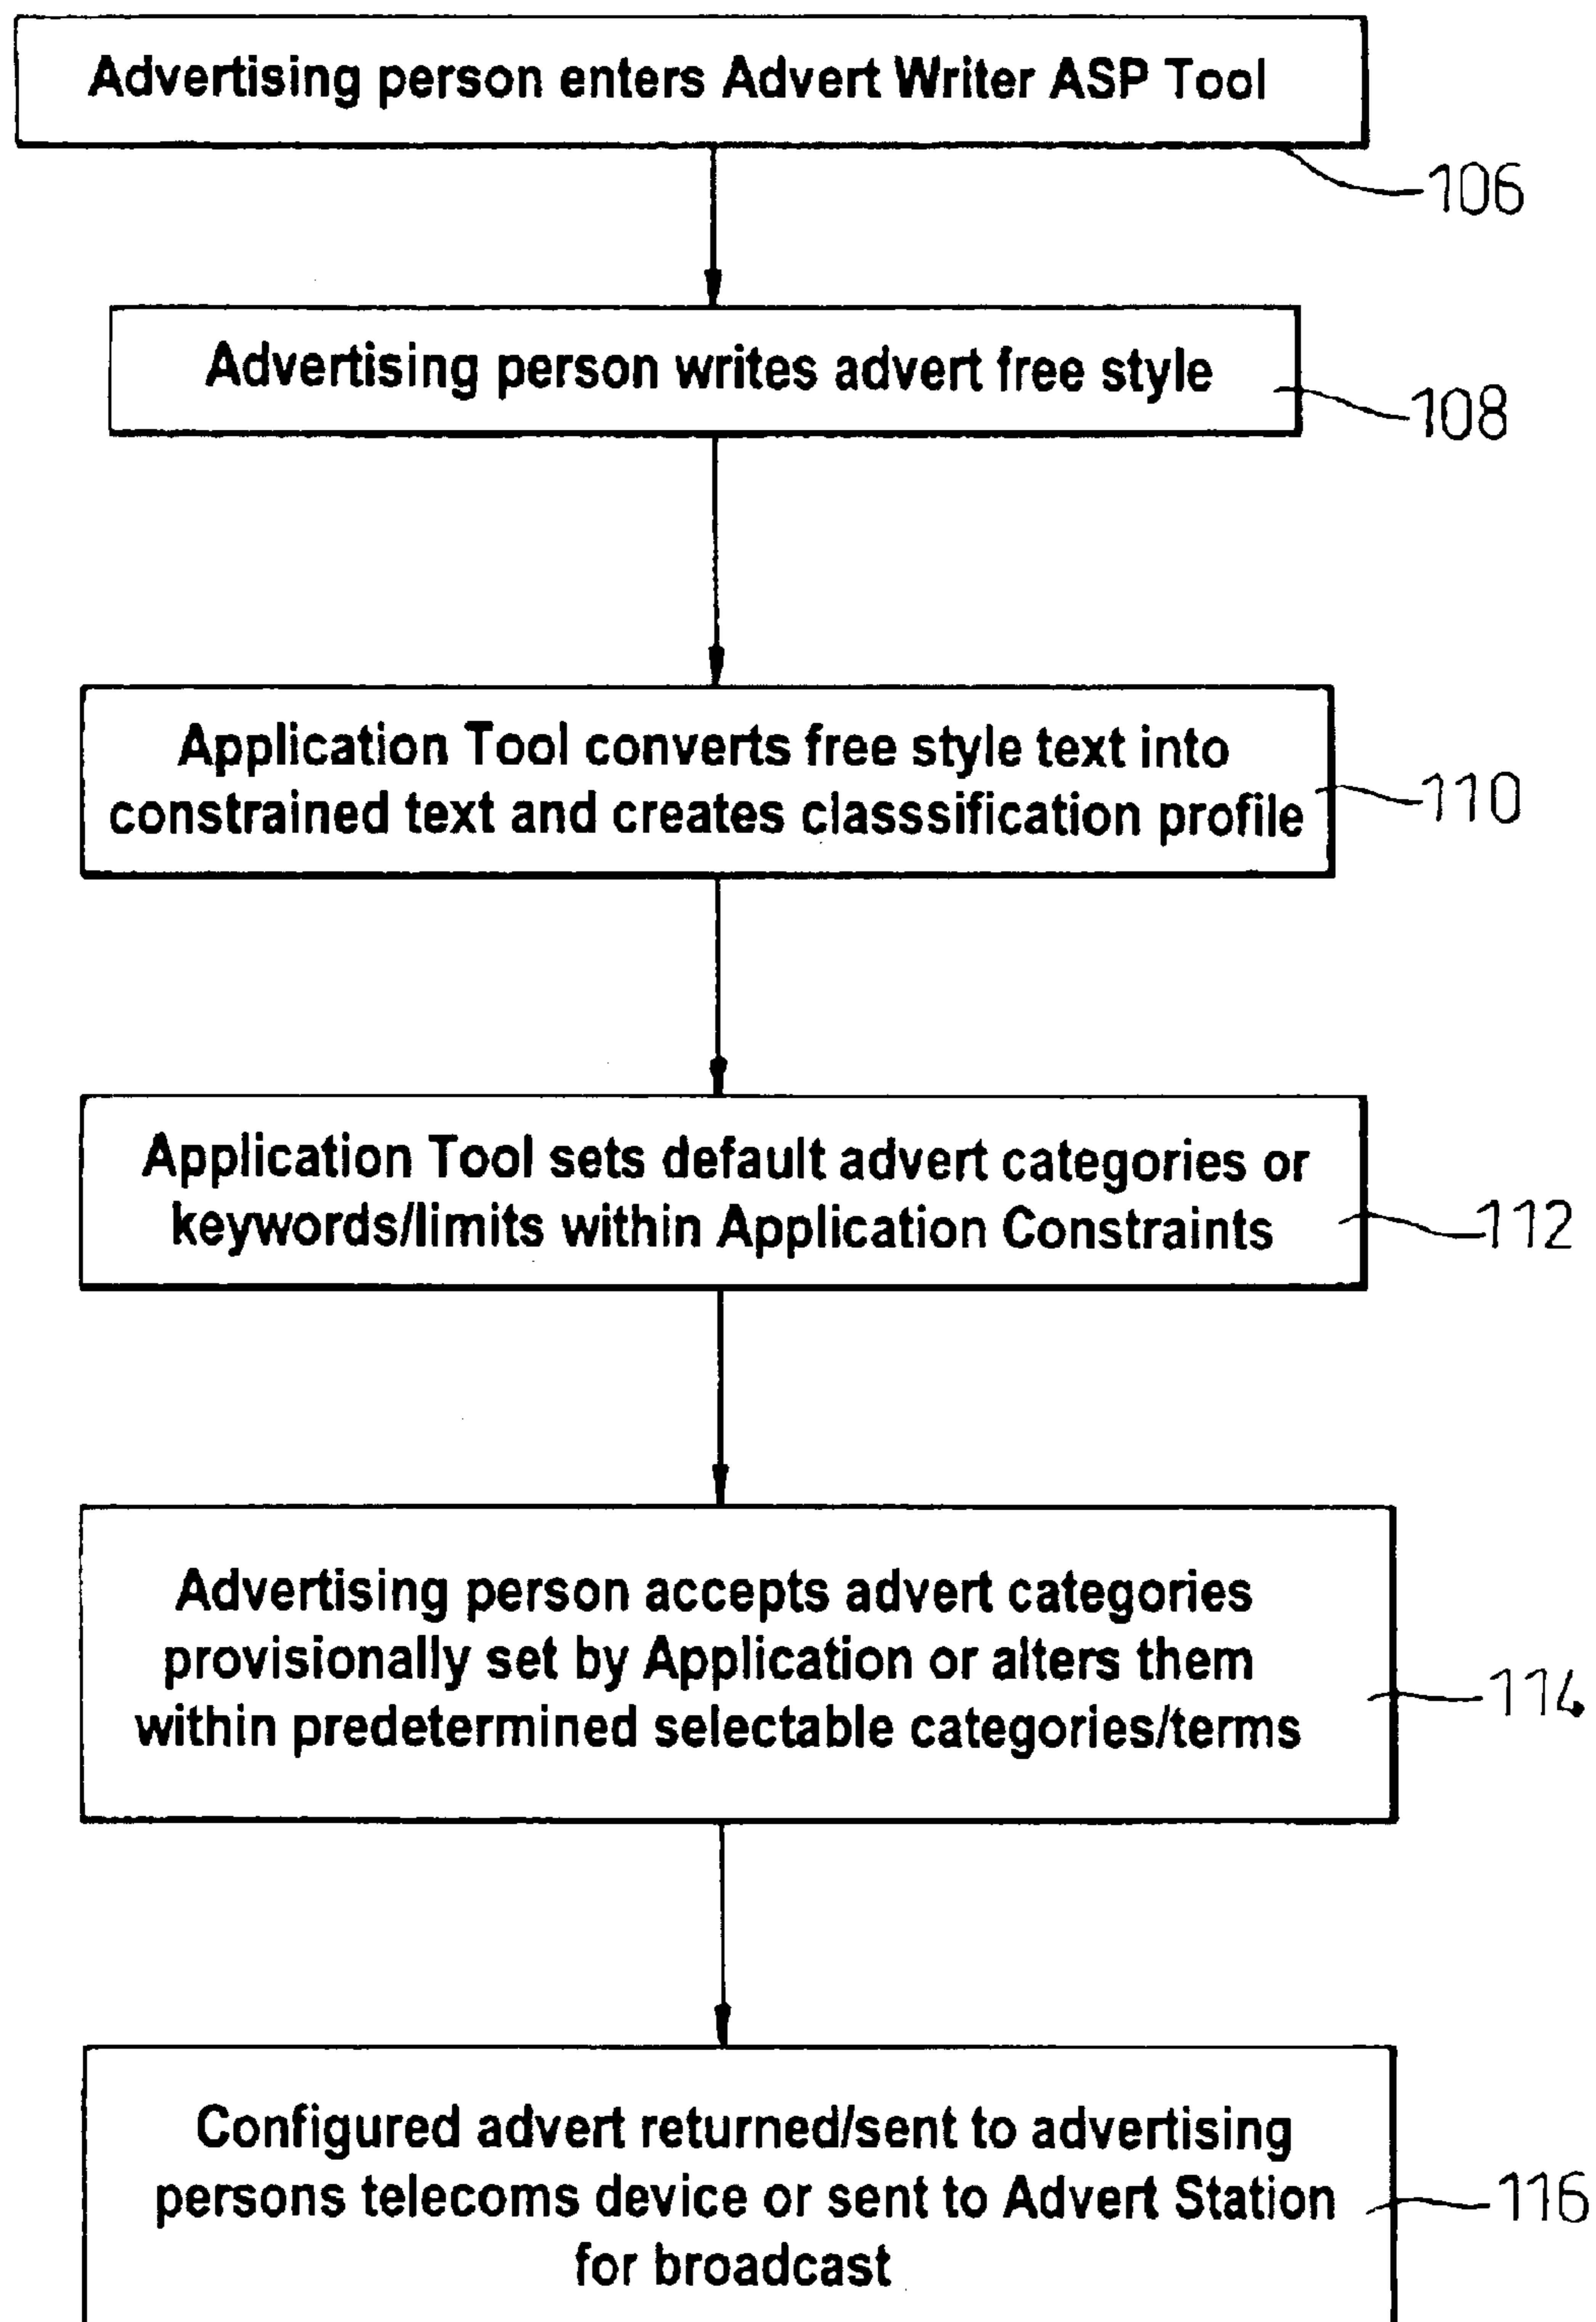 Advertising person enters Advert Writer ASP Tool
106
Advertising person writes advert free style
108
Application Tool converts free style text into
constrained text and creates classsification profile
110
Application Tool sets default advert categories or
keywords/limits within Application Constraints
112
Advertising person accepts advert categories
provisionally set by Application or alters them
within predetermined selectable categories/terms
114
Configured advert returned/sent to advertising
persons telecoms device or sent to Advert Station
for broadcast
116